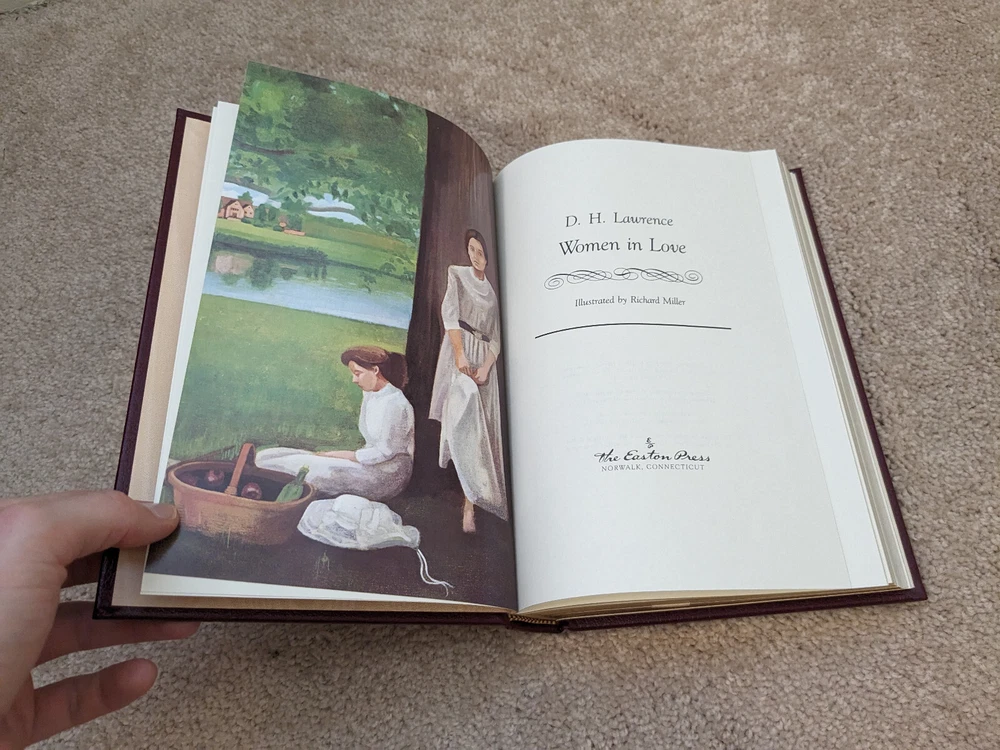 D. H. Lawrence
Women in Love
Illustrated by Richard Miller
The Easton Press
NORWALK, CONNECTICUT